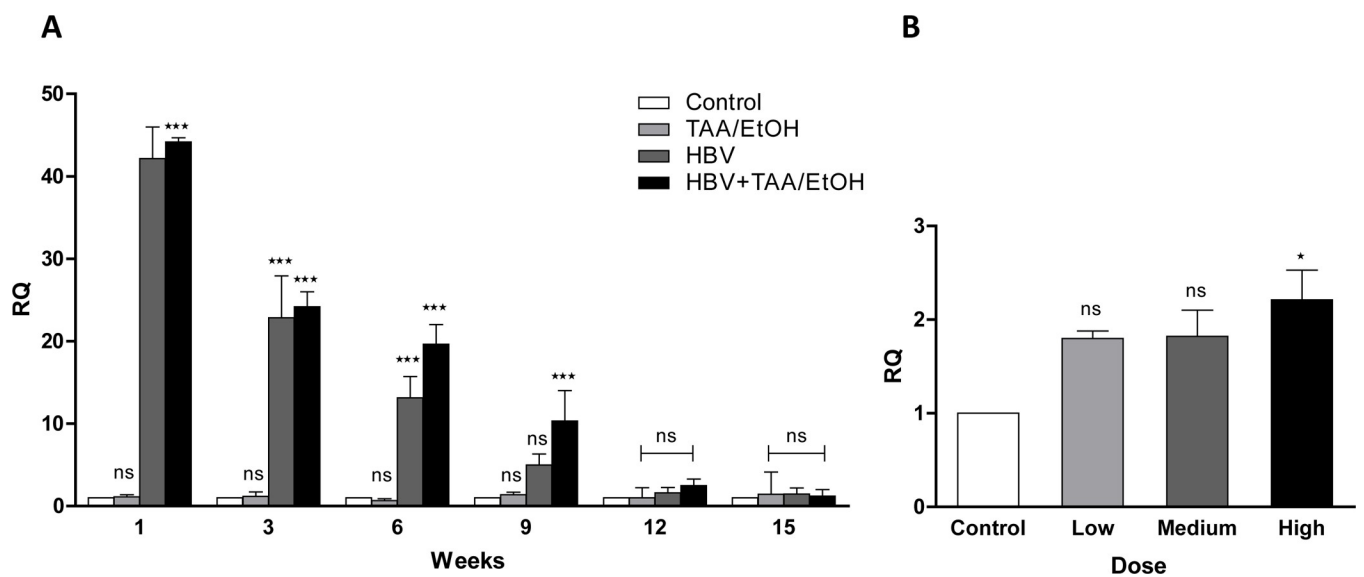 A
B
50
40
30
20
10
0
RQ
Control
TAA/EtOH
HBV
HBV+TAA/EtOH
ns
★★★
ns
★★★
★★★
ns
★★★
★★★
ns
ns
★★★
ns
ns
1
3
6
9
12
15
Weeks
3
2
1
0
RQ
ns
ns
★
Control
Low
Medium
High
Dose